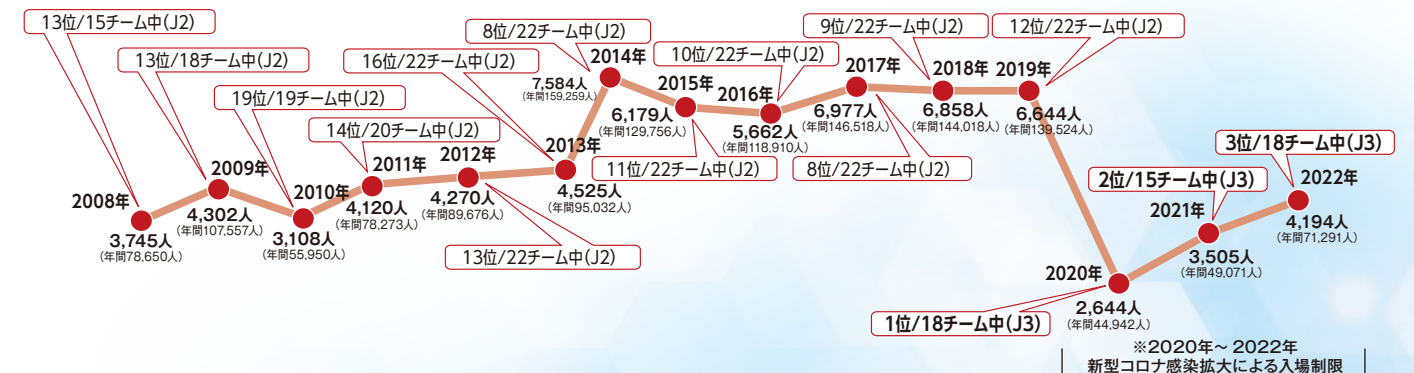 13位/15チーム中(J2)
2008年
3,745人
(年間78,650人)
13位/18チーム中(J2)
2009年
4,302人
(年間107,557人)
19位/19チーム中(J2)
2010年
3,108人
(年間55,950人)
14位/20チーム中(J2)
2011年
4,120人
(年間78,273人)
2012年
4,270人
(年間89,676人)
13位/22チーム中(J2)
16位/22チーム中(J2)
2013年
4,525人
(年間95,032人)
8位/22チーム中(J2)
2014年
7,584人
(年間159,259人)
2015年
6,179人
(年間129,756人)
11位/22チーム中(J2)
10位/22チーム中(J2)
2016年
5,662人
(年間118,910人)
2017年
6,977人
(年間146,518人)
8位/22チーム中(J2)
9位/22チーム中(J2)
2018年
6,858人
(年間144,018人)
12位/22チーム中(J2)
2019年
6,644人
(年間139,524人)
2020年
2,644人
(年間44,942人)
1位/18チーム中(J3)
2位/15チーム中(J3)
2021年
3,505人
(年間49,071人)
3位/18チーム中(J3)
2022年
4,194人
(年間71,291人)
※2020年~2022年
新型コロナ感染拡大による入場制限